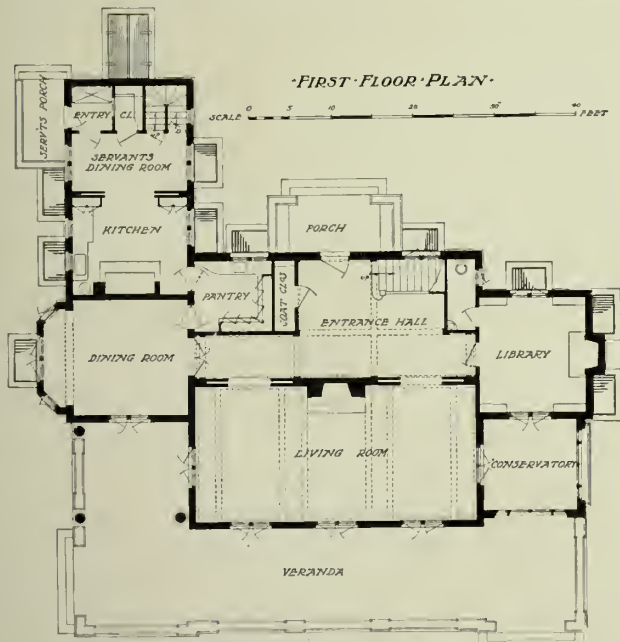 ·FIRST·FLOOR·PLAN·
SCALE 0 5 10 20 30 40 FEET
SERV'TS PORCH
ENTRY
CL.
SERVANTS
DINING ROOM
KITCHEN
PORCH
PANTRY
COAT CLOS
ENTRANCE HALL
C
DINING ROOM
LIBRARY
LIVING ROOM
CONSERVATORY
VERANDA